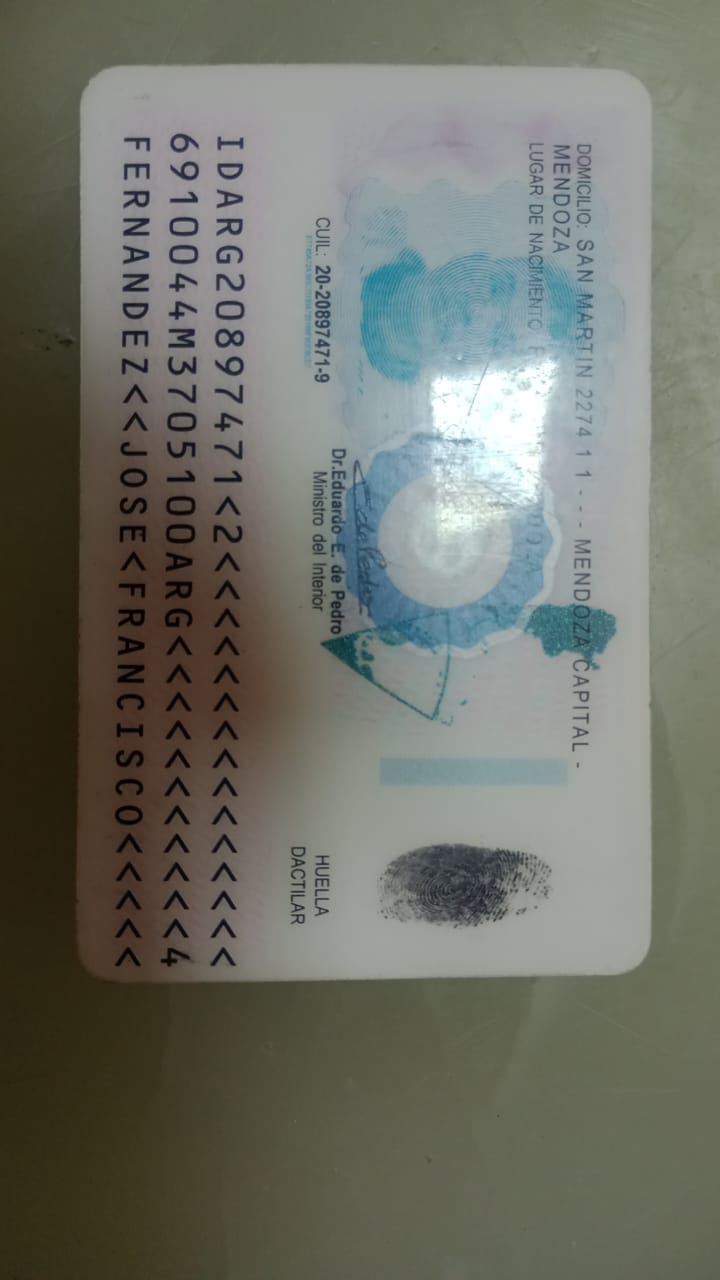 DOMICILIO: SAN MARTIN 2274 1 1 - - - MENDOZA CAPITAL -
MENDOZA
LUGAR DE NACIMIENTO
CUIL: 20-20897471-9
Dr. Eduardo E. de Pedro
Ministro del Interior
HUELLA
DACTILAR
IDARG20897471<2<<<<<<<<<<<<<<<
6910044M3705100ARG<<<<<<<<<<<4
FERNANDEZ<<JOSE<FRANCISCO<<<<<